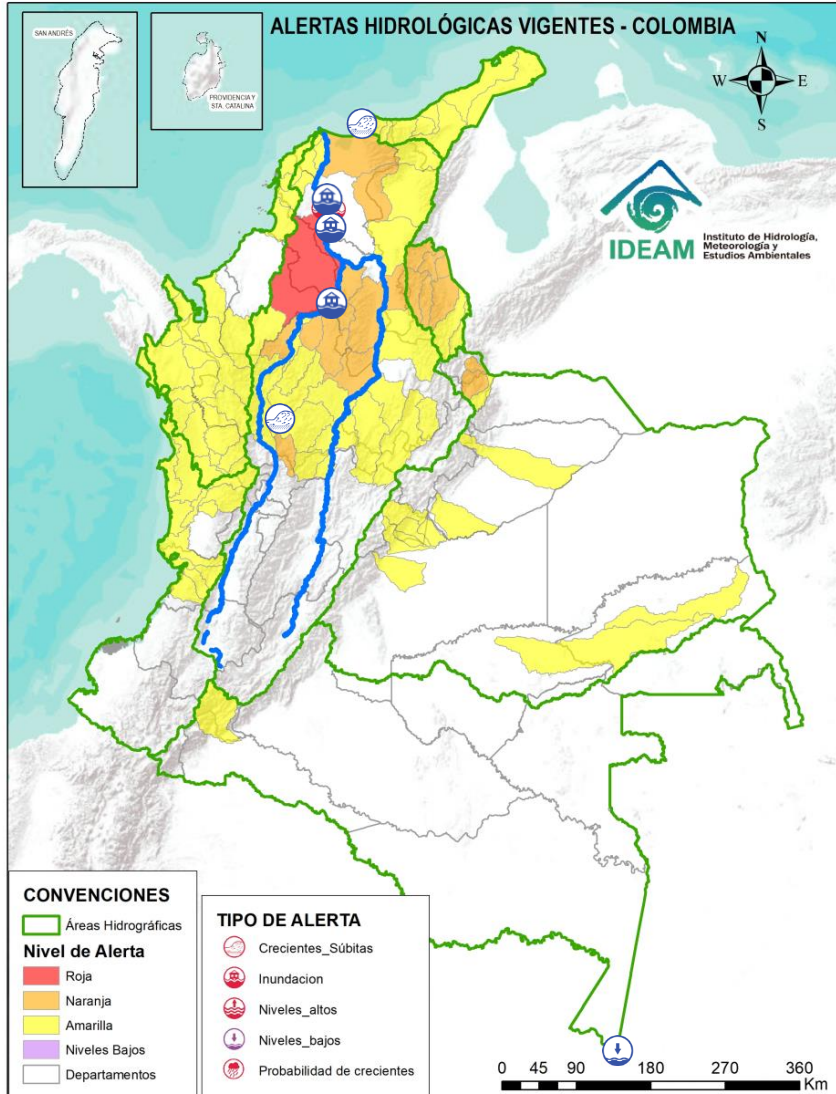 ALERTAS HIDROLÓGICAS VIGENTES - COLOMBIA
SAN ANDRÉS
PROVIDENCIA Y
STA. CATALINA
N
W
E
S
IDEAM
Instituto de Hidrología,
Meteorología y
Estudios Ambientales
CONVENCIONES
Áreas Hidrográficas
Nivel de Alerta
Roja
Naranja
Amarilla
Niveles Bajos
Departamentos
TIPO DE ALERTA
Crecientes_Súbitas
Inundacion
Niveles_altos
Niveles_bajos
Probabilidad de crecientes
0 45 90 180 270 360
Km